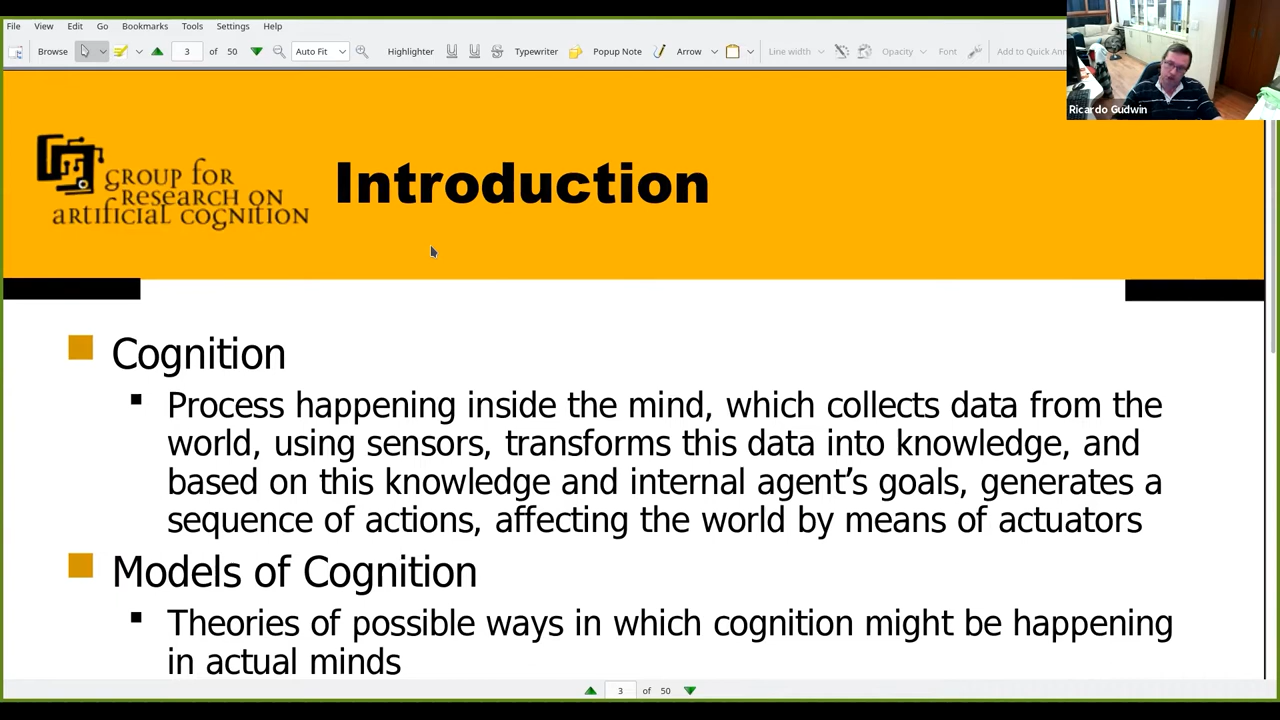 File View Edit Go Bookmarks Tools Settings Help
Browse 3 of 50 Auto Fit Highlighter Typewriter Popup Note Arrow Line width Opacity Font Add to Quick Ann
Ricardo Gudwin
GROUP FOR
RESEARCH ON
ARTIFICIAL COGNITION
Introduction
Cognition
Process happening inside the mind, which collects data from the
world, using sensors, transforms this data into knowledge, and
based on this knowledge and internal agent's goals, generates a
sequence of actions, affecting the world by means of actuators
Models of Cognition
Theories of possible ways in which cognition might be happening
in actual minds
3 of 50